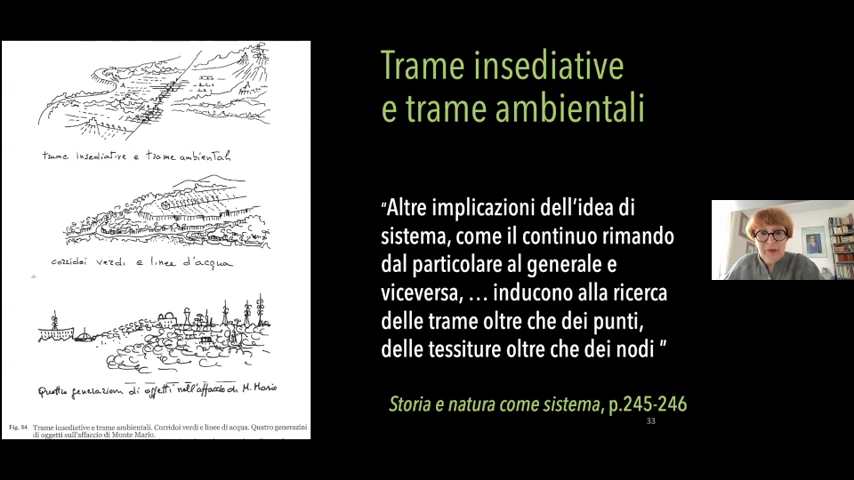 trame insediative e trame ambientali
corridoi verdi e linee d'acqua
Quattro generazioni di oggetti nell'affaccio di M. Mario
Fig. 84 Trame insediative e trame ambientali. Corridoi verdi e linee di acqua. Quatro generazini
di oggetti sull'affaccio di Monte Mario.
Trame insediative
e trame ambientali
"Altre implicazioni dell'idea di
sistema, come il continuo rimando
dal particolare al generale e
viceversa, … inducono alla ricerca
delle trame oltre che dei punti,
delle tessiture oltre che dei nodi "
Storia e natura come sistema, p.245-246
33